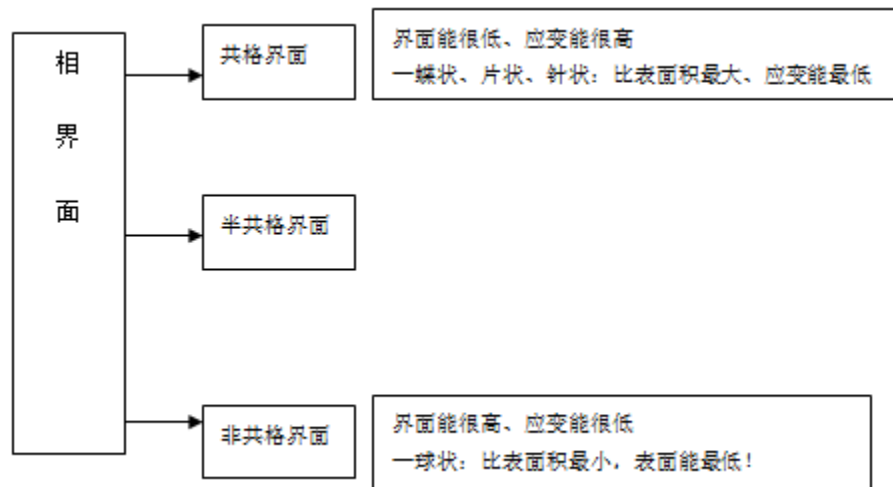 相
界
面
共格界面
界面能很低、应变能很高
—蝶状、片状、针状：比表面积最大、应变能最低
半共格界面
非共格界面
界面能很高、应变能很低
—球状：比表面积最小，表面能最低！